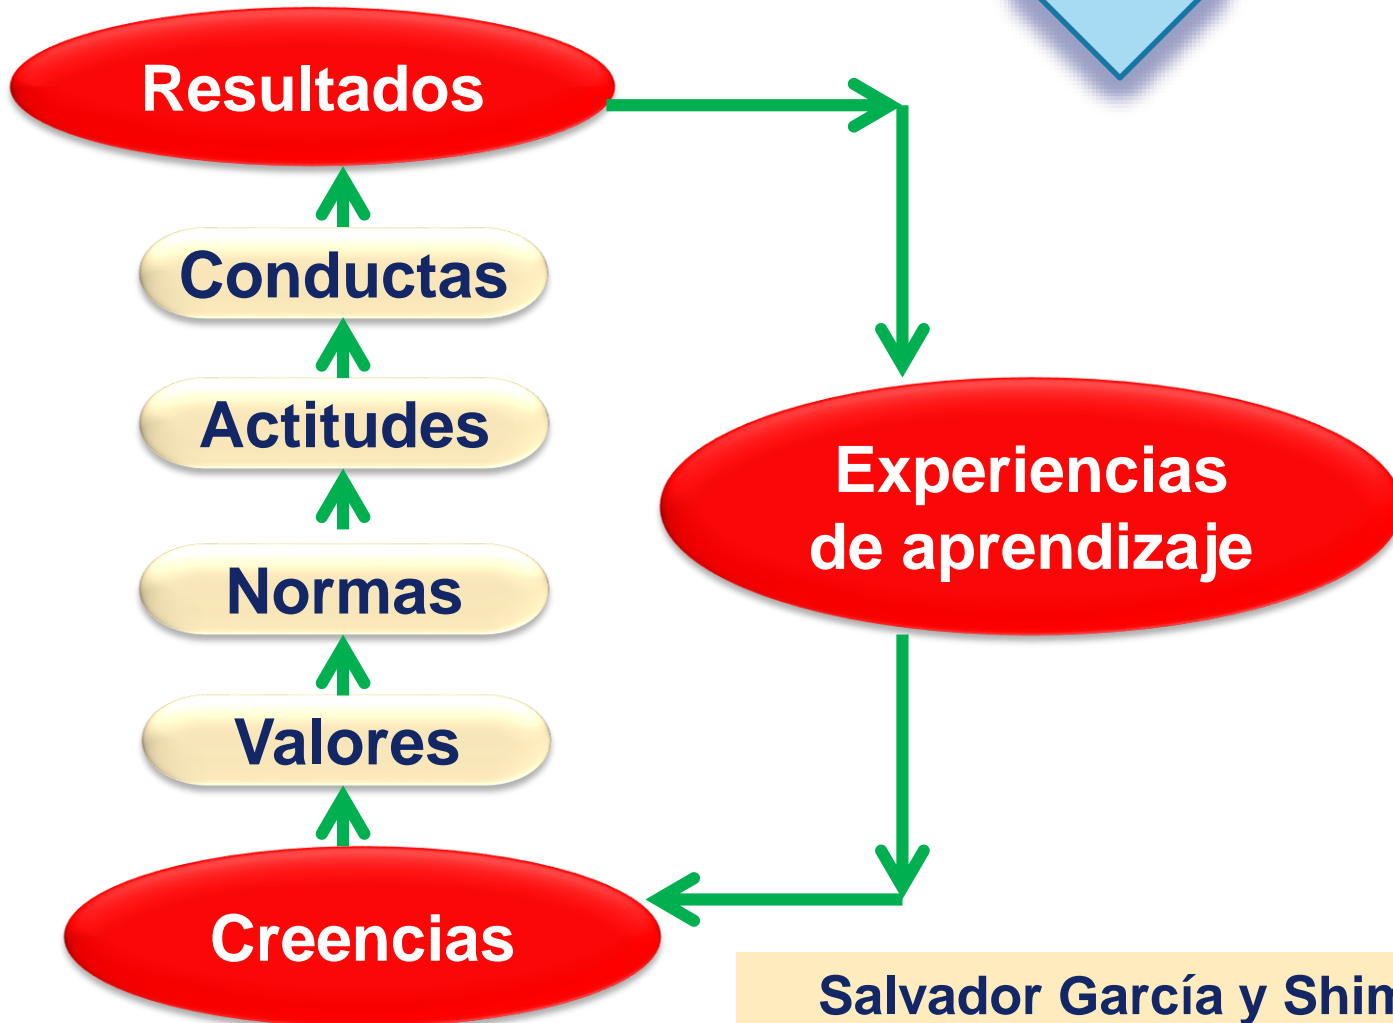 Resultados
Conductas
Actitudes
Normas
Valores
Creencias
Experiencias
de aprendizaje
Salvador García y